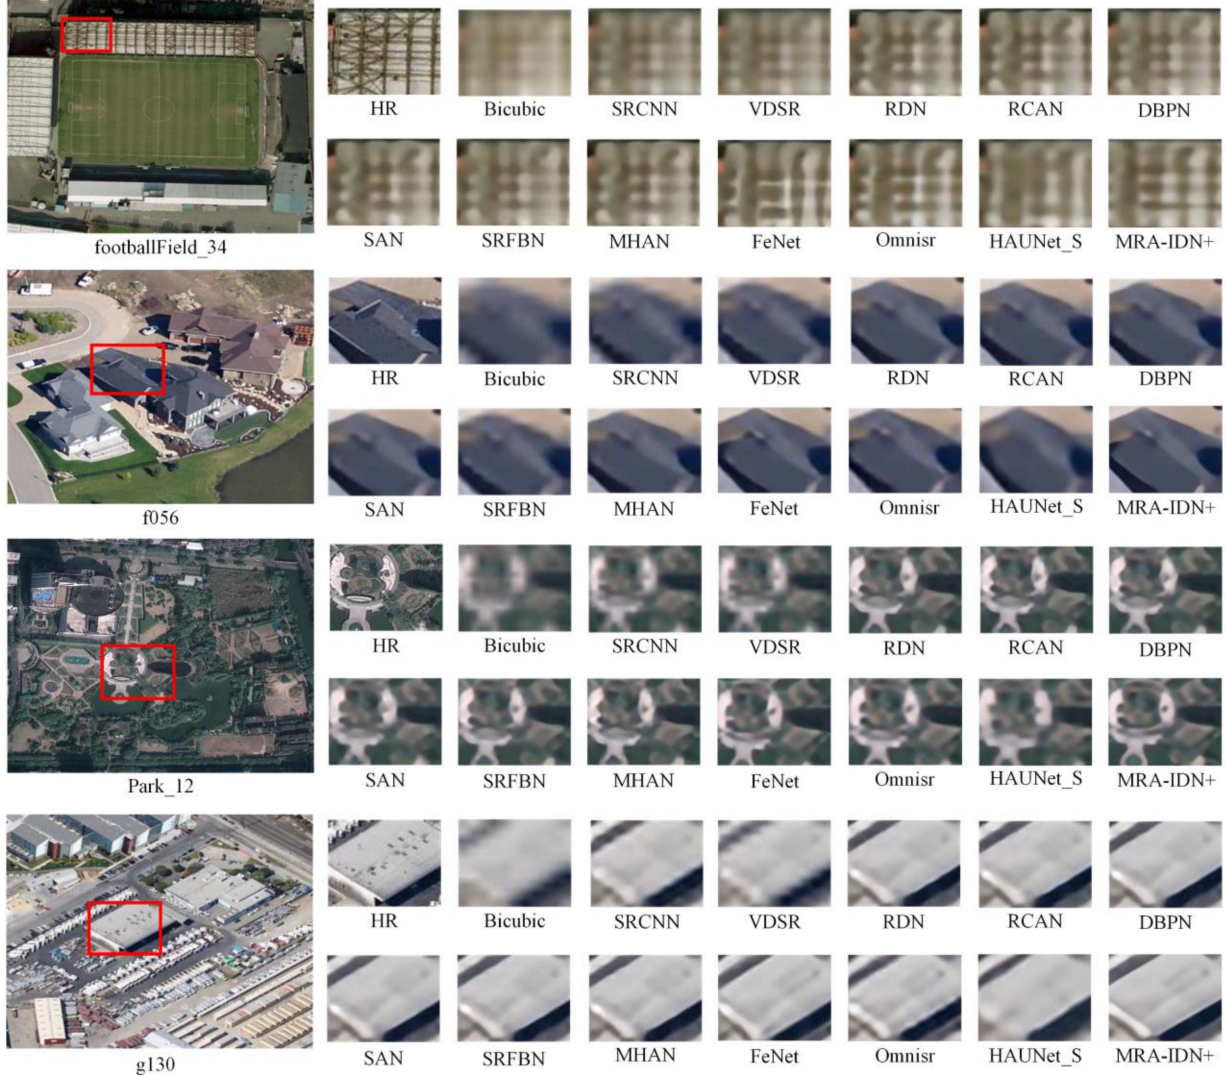 HR Bicubic SRCNN VDSR RDN RCAN DBPN
SAN SRFBN MHAN FeNet Omnisr HAUNet_S MRA-IDN+
footballField_34
HR Bicubic SRCNN VDSR RDN RCAN DBPN
SAN SRFBN MHAN FeNet Omnisr HAUNet_S MRA-IDN+
f056
HR Bicubic SRCNN VDSR RDN RCAN DBPN
SAN SRFBN MHAN FeNet Omnisr HAUNet_S MRA-IDN+
Park_12
HR Bicubic SRCNN VDSR RDN RCAN DBPN
SAN SRFBN MHAN FeNet Omnisr HAUNet_S MRA-IDN+
g130